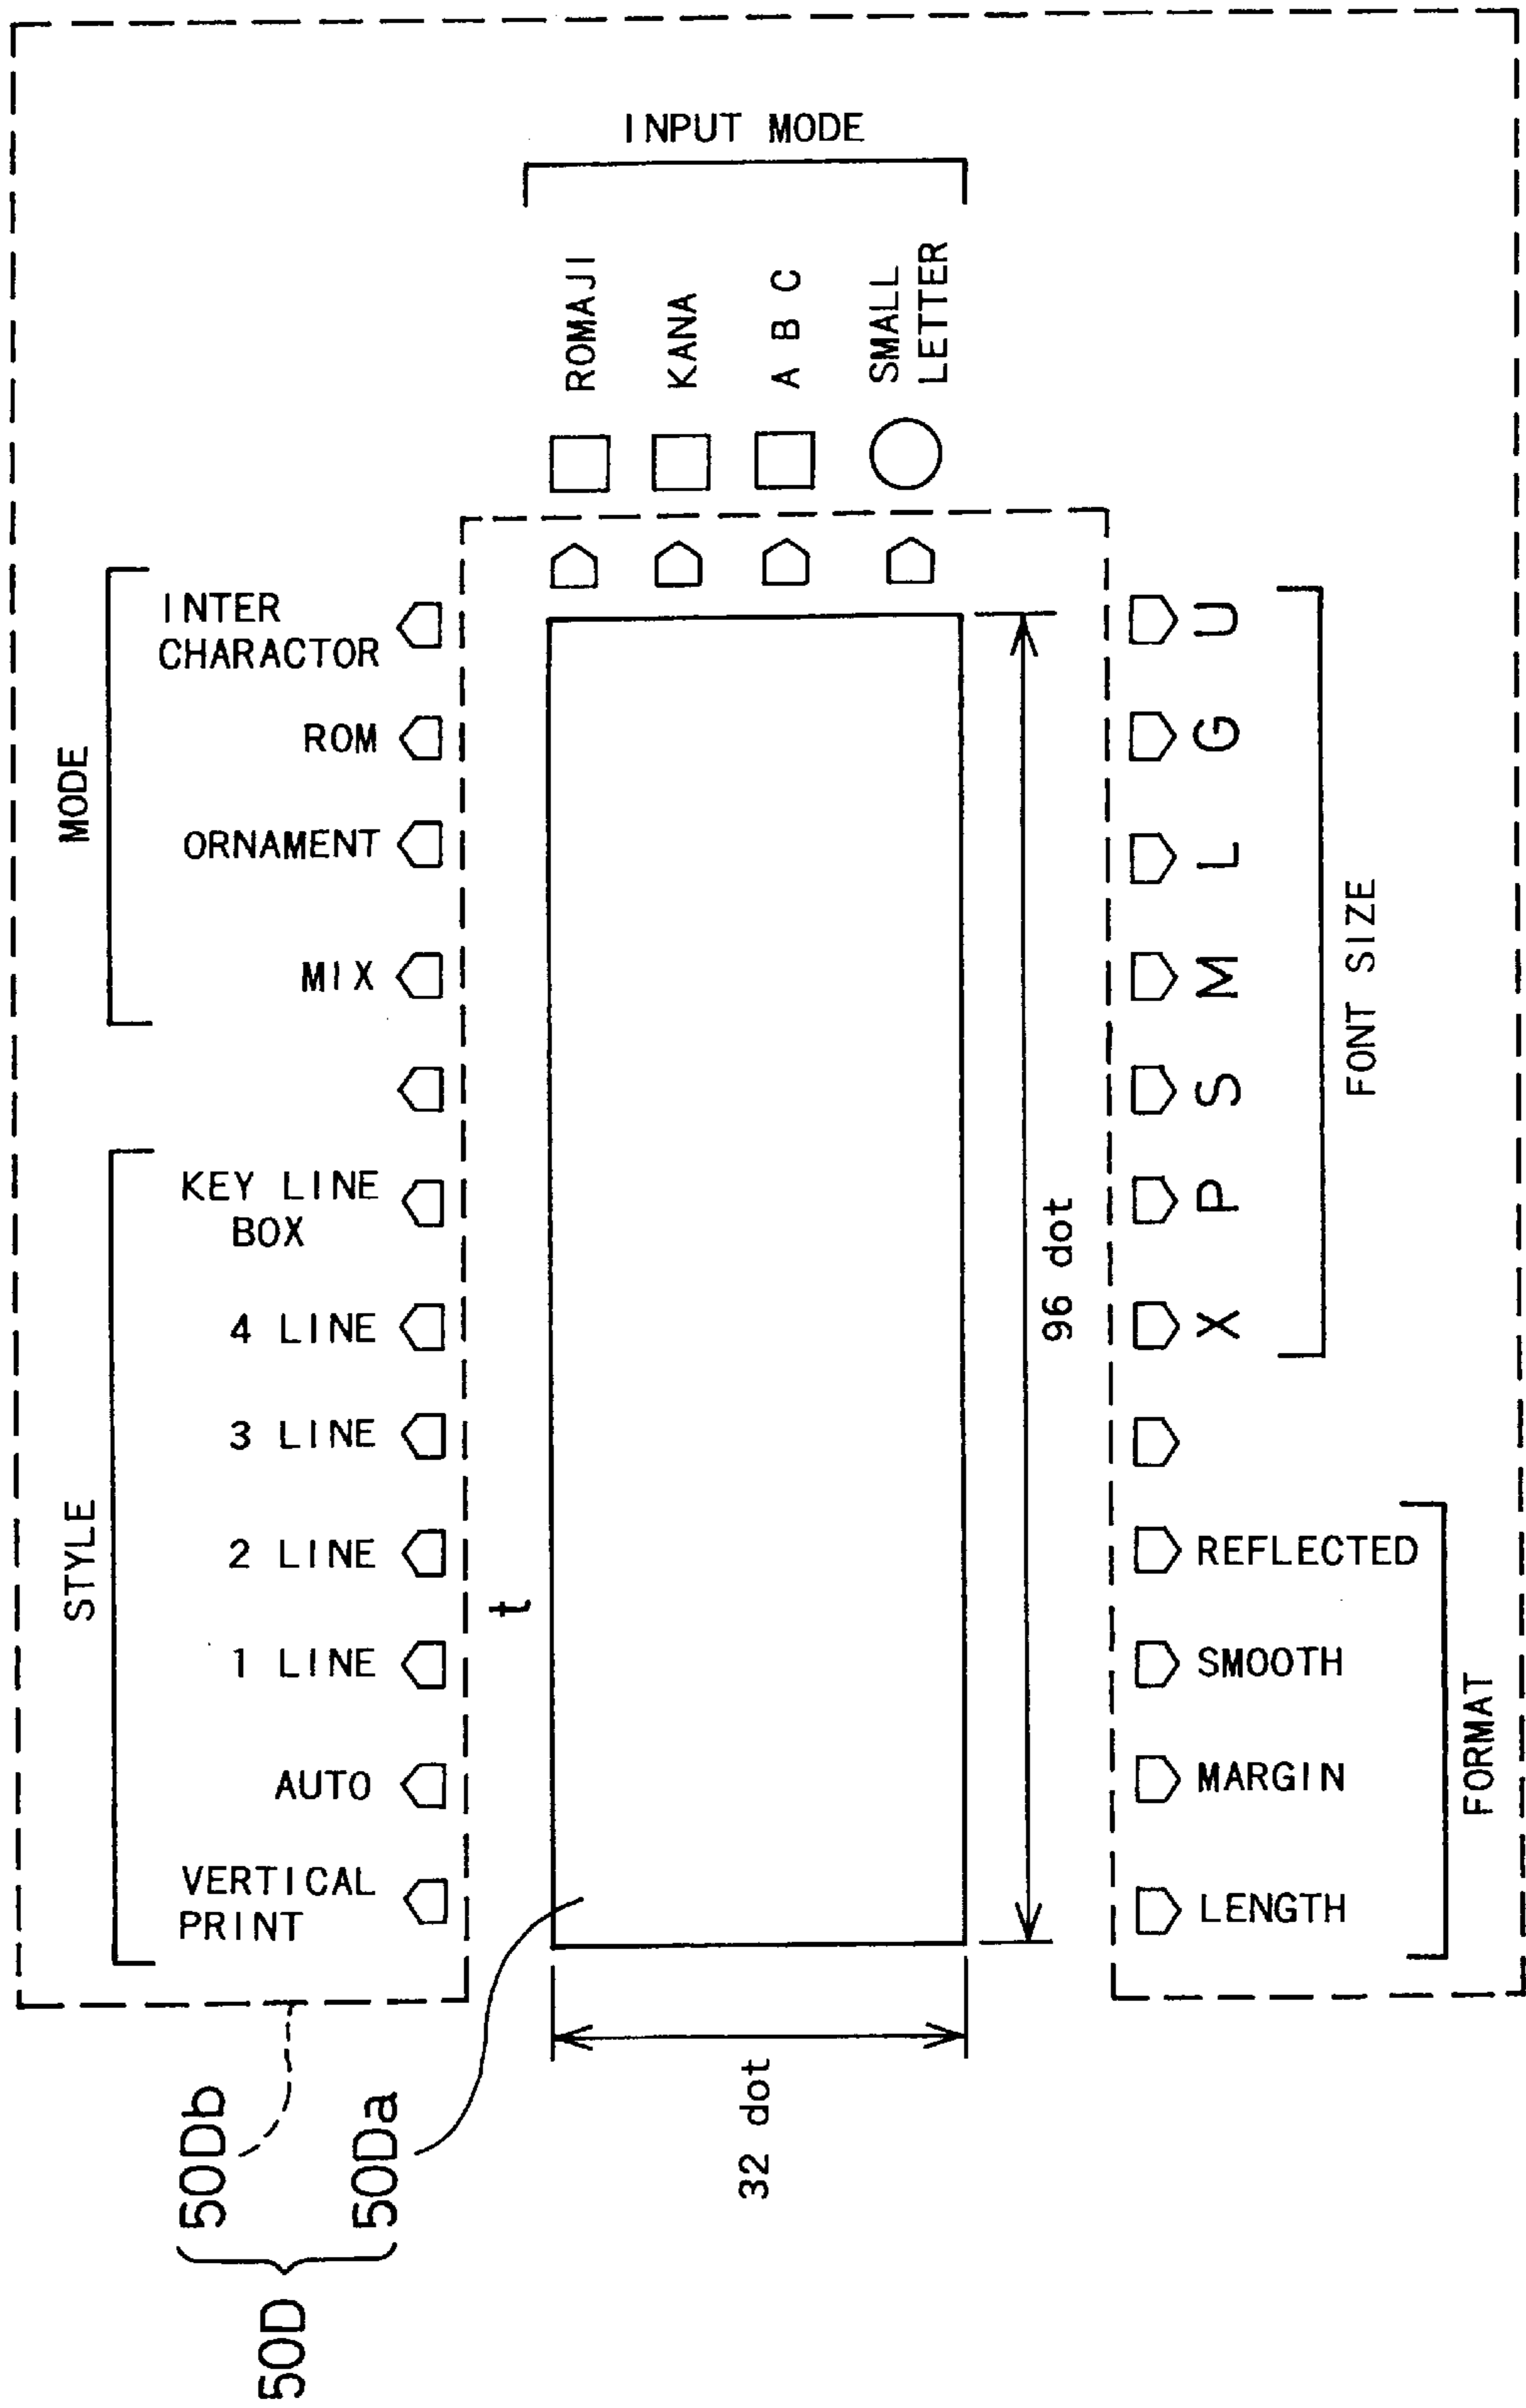 50D
50Db
50Da
STYLE
MODE
VERTICAL
PRINT
AUTO
1 LINE
2 LINE
3 LINE
4 LINE
KEY LINE
BOX
MIX
ORNAMENT
ROM
INTER
CHARACTOR
t
32 dot
96 dot
ROMAJI
KANA
A B C
SMALL
LETTER
INPUT MODE
LENGTH
MARGIN
SMOOTH
REFLECTED
X
P
S
M
L
G
U
FORMAT
FONT SIZE